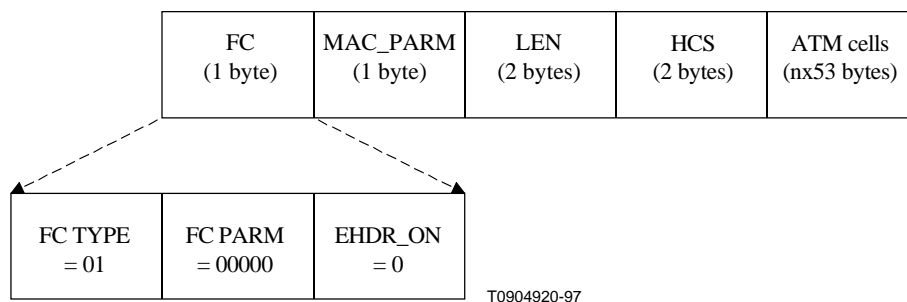 FC
(1 byte)
MAC_PARM
(1 byte)
LEN
(2 bytes)
HCS
(2 bytes)
ATM cells
(nx53 bytes)
FC TYPE
= 01
FC PARM
= 00000
EHDR_ON
= 0
T0904920-97